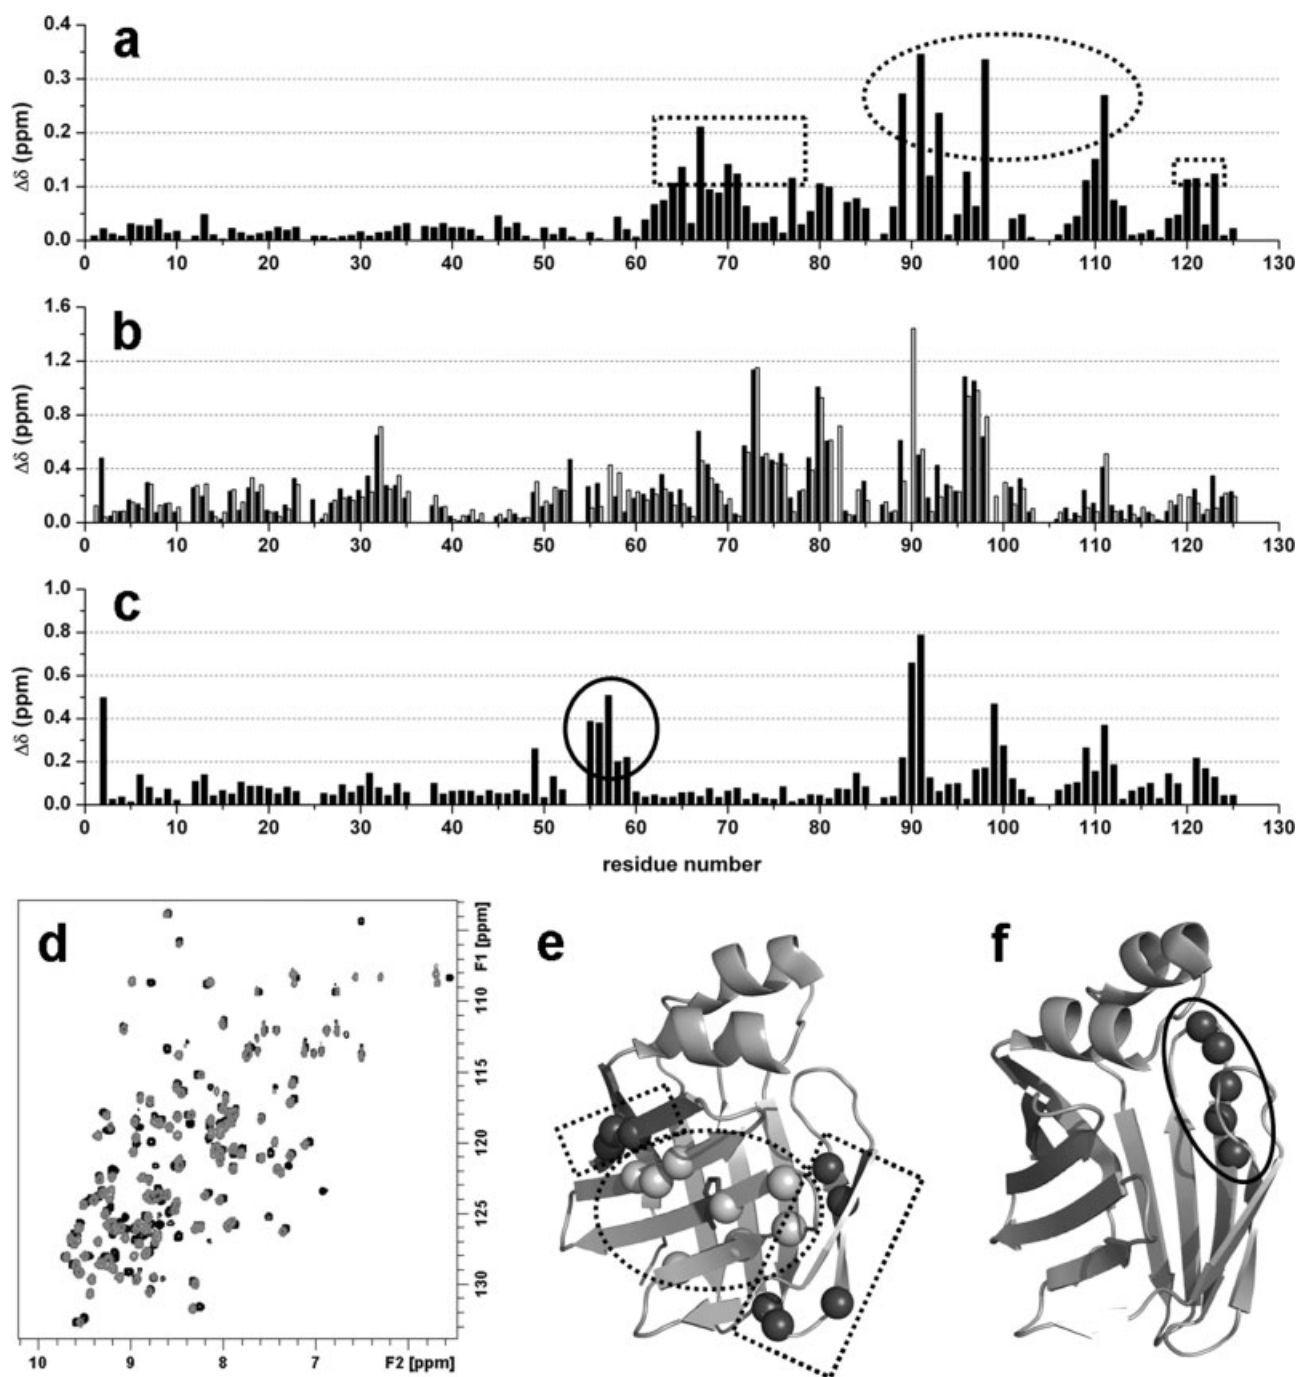 a
0.4
0.3
0.2
0.1
0.0
Δδ (ppm)
0 10 20 30 40 50 60 70 80 90 100 110 120 130
b
1.6
1.2
0.8
0.4
0.0
Δδ (ppm)
0 10 20 30 40 50 60 70 80 90 100 110 120 130
c
1.0
0.8
0.6
0.4
0.2
0.0
Δδ (ppm)
0 10 20 30 40 50 60 70 80 90 100 110 120 130
residue number
d
F1 [ppm]
110
115
120
125
130
10 9 8 7 F2 [ppm]
e
f